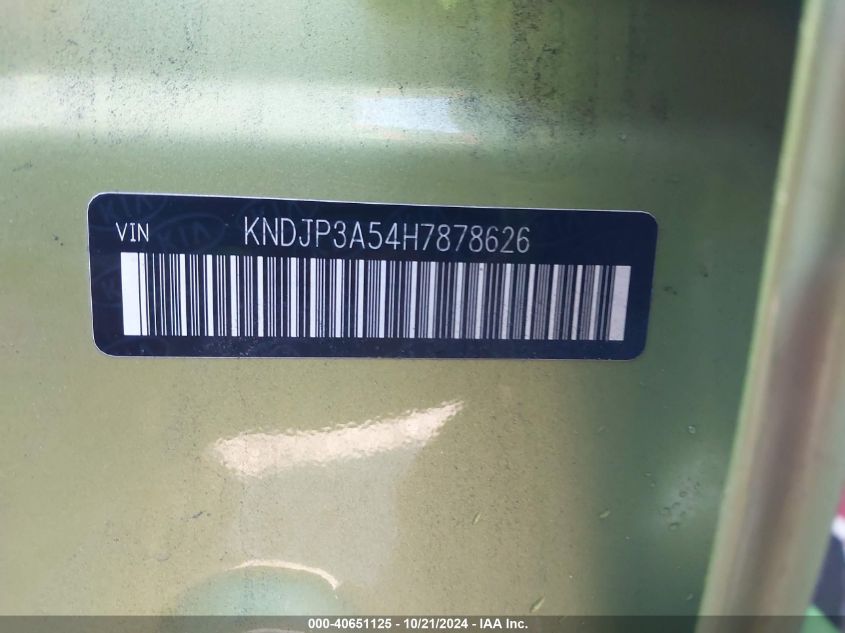 VIN KNDJP3A54H7878626
000-40651125 - 10/21/2024 - IAA Inc.